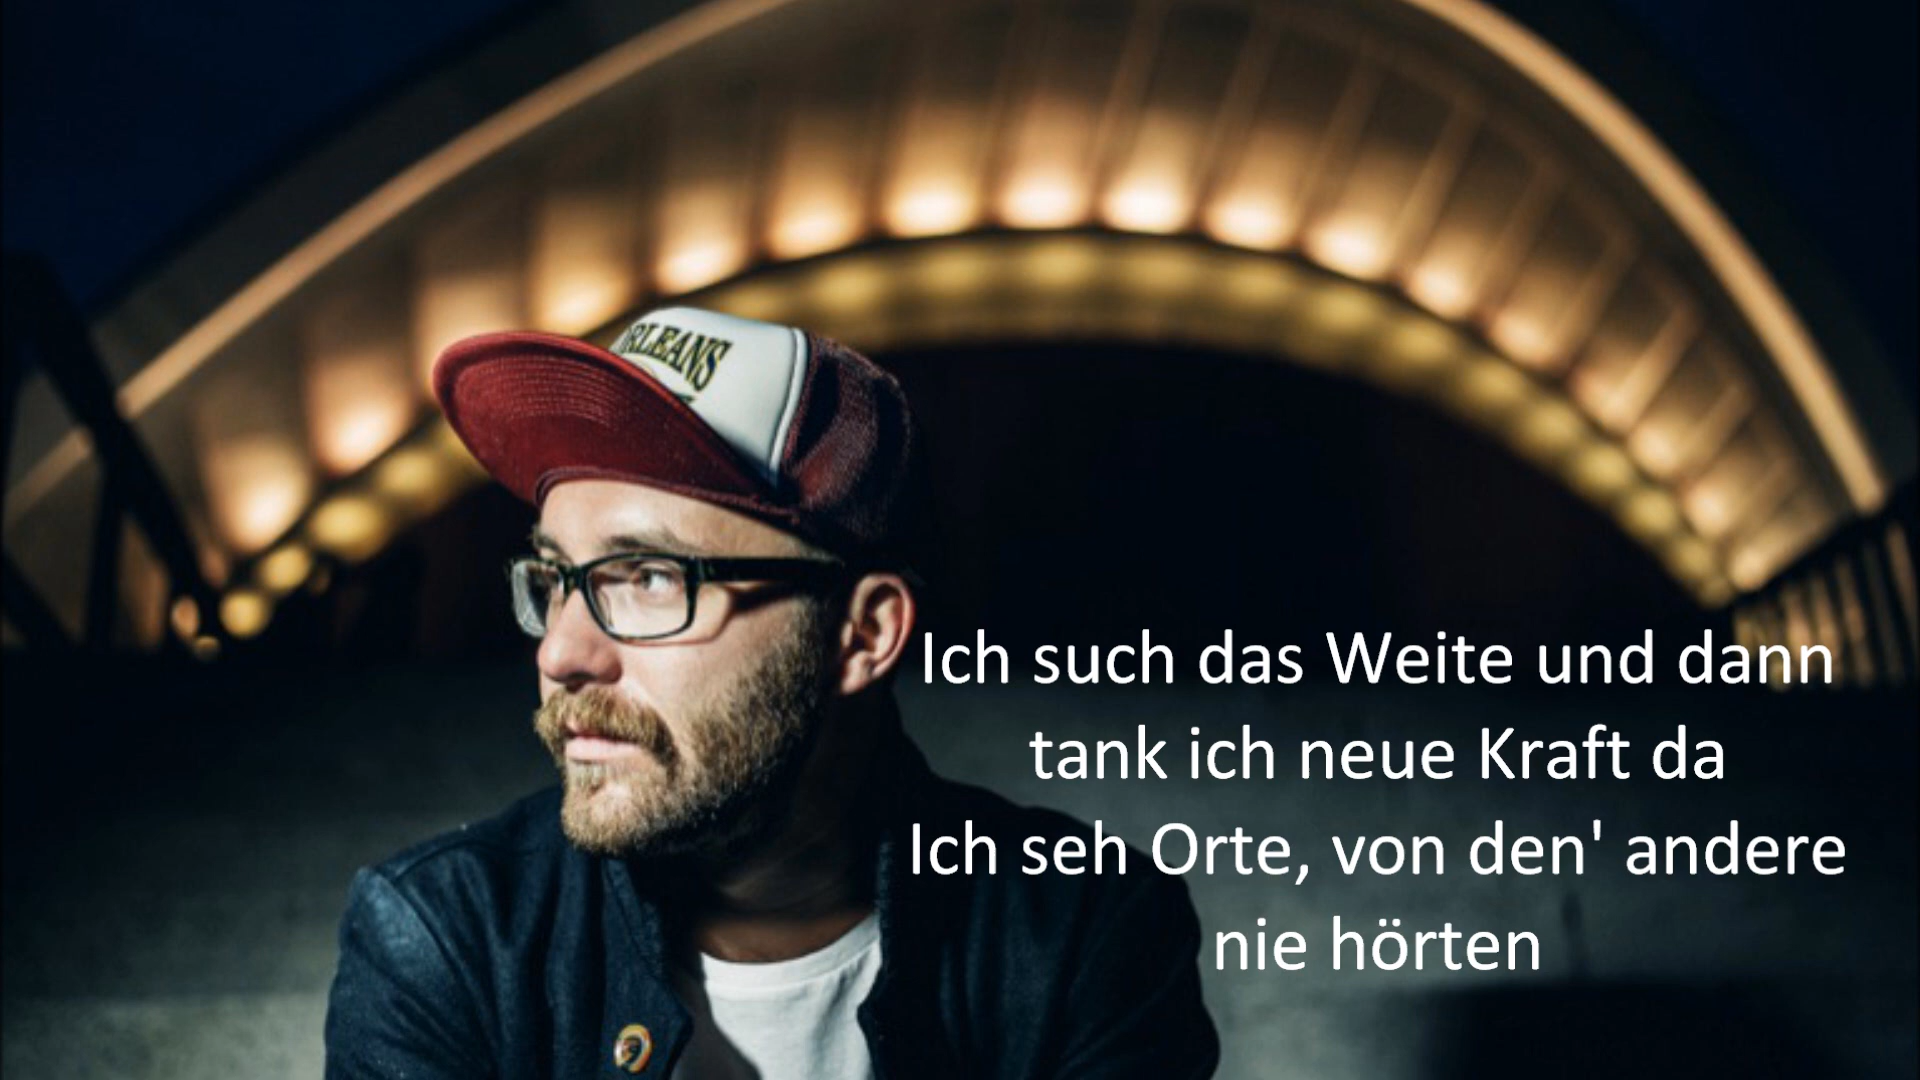 RLEANS
Ich such das Weite und dann
tank ich neue Kraft da
Ich seh Orte, von den' andere
nie hörten